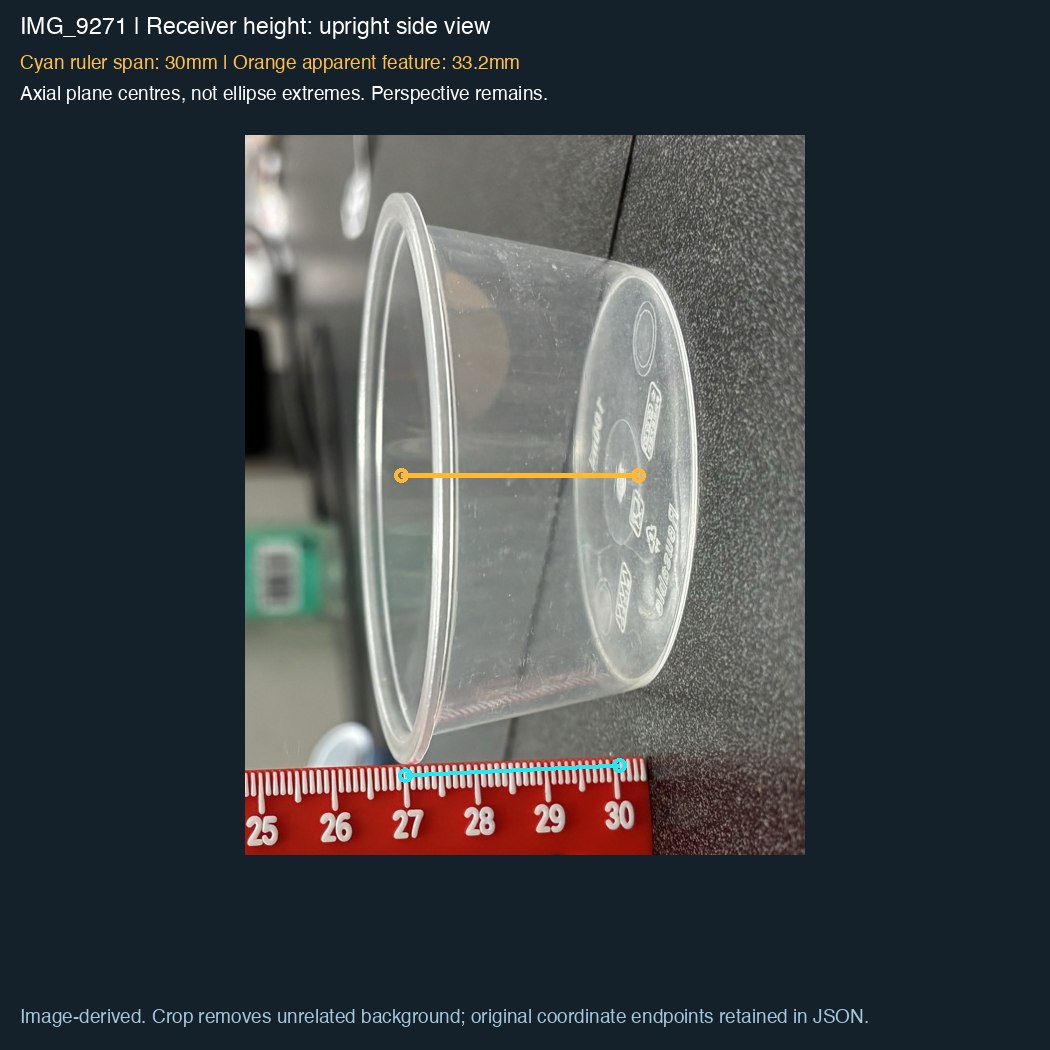 IMG_9271 | Receiver height: upright side view
Cyan ruler span: 30mm | Orange apparent feature: 33.2mm
Axial plane centres, not ellipse extremes. Perspective remains.
100ml
Reusable
25 26 27 28 29 30
Image-derived. Crop removes unrelated background; original coordinate endpoints retained in JSON.